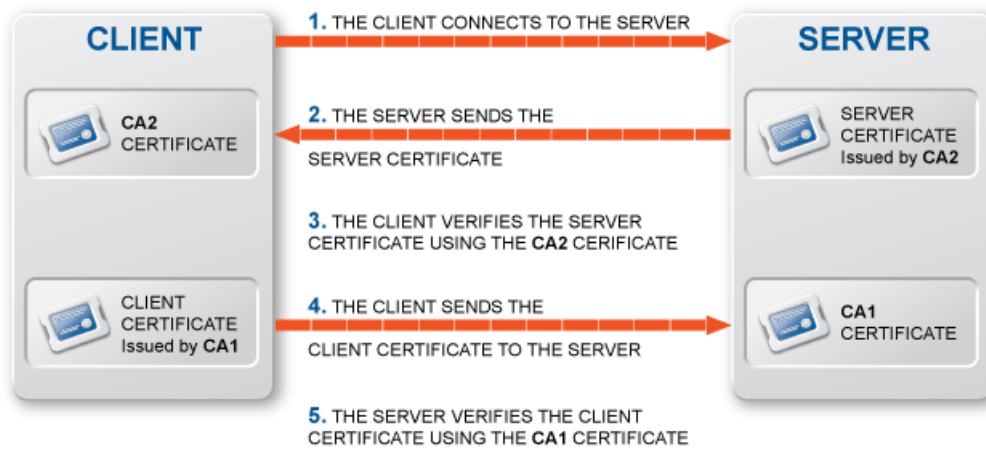 CLIENT
CA2
CERTIFICATE
CLIENT
CERTIFICATE
Issued by CA1
1. THE CLIENT CONNECTS TO THE SERVER
2. THE SERVER SENDS THE
SERVER CERTIFICATE
3. THE CLIENT VERIFIES THE SERVER
CERTIFICATE USING THE CA2 CERIFICATE
4. THE CLIENT SENDS THE
CLIENT CERTIFICATE TO THE SERVER
5. THE SERVER VERIFIES THE CLIENT
CERTIFICATE USING THE CA1 CERTIFICATE
SERVER
SERVER
CERTIFICATE
Issued by CA2
CA1
CERTIFICATE